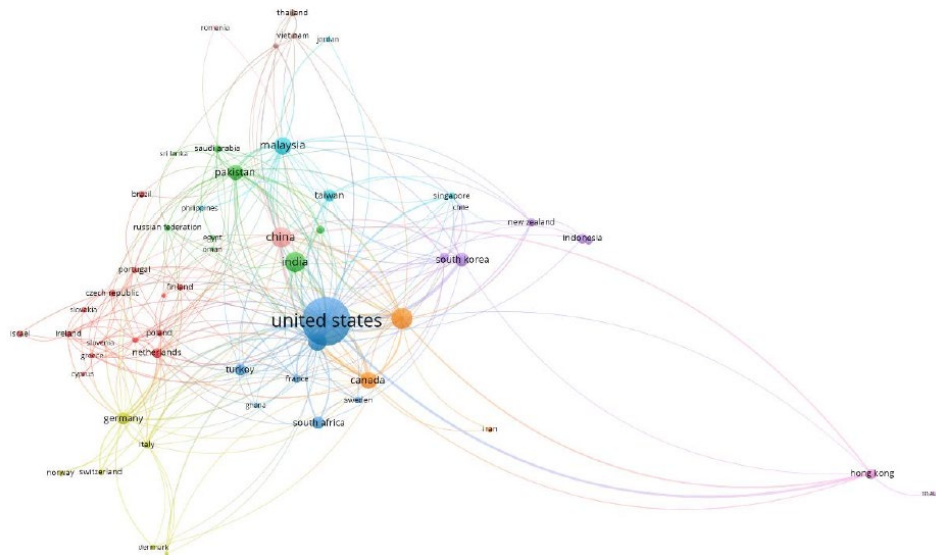 thailand
romania
vietnam
jordan
saudi arabia
malaysia
sri lanka
pakistan
brazil
taiwan
singapore
philippines
new zealand
russian federation
egypt
china
indonesia
india
south korea
portugal
finland
czech republic
slovakia
united states
israel
ireland
poland
slovenia
netherlands
greece
turkey
cyprus
france
canada
sweden
ghana
germany
south africa
iran
italy
norway
switzerland
hong kong
denmark